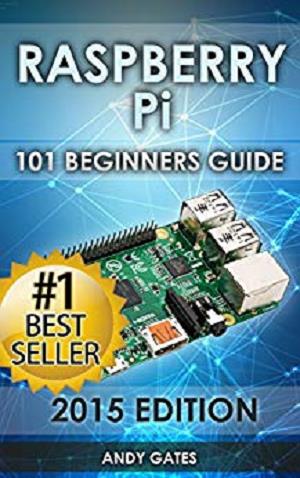 RASPBERRY
Pi
101 BEGINNERS GUIDE
#1
BEST
SELLER
2015 EDITION
ANDY GATES